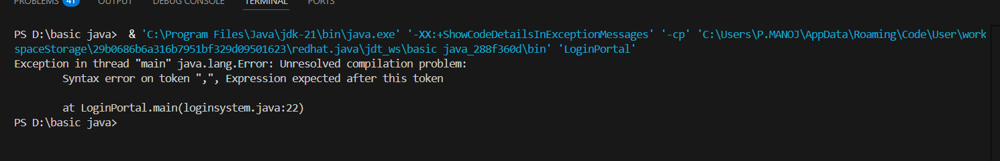 PROBLEMS 41 OUTPUT DEBUG CONSOLE TERMINAL PORTS
PS D:\basic java>  & 'C:\Program Files\Java\jdk-21\bin\java.exe' '-XX:+ShowCodeDetailsInExceptionMessages' '-cp' 'C:\Users\P.MANOJ\AppData\Roaming\Code\User\work
spaceStorage\29b0686b6a316b7951bf329d09501623\redhat.java\jdt_ws\basic java_288f360d\bin' 'LoginPortal'
Exception in thread "main" java.lang.Error: Unresolved compilation problem:
        Syntax error on token ",", Expression expected after this token
        at LoginPortal.main(loginsystem.java:22)
PS D:\basic java>